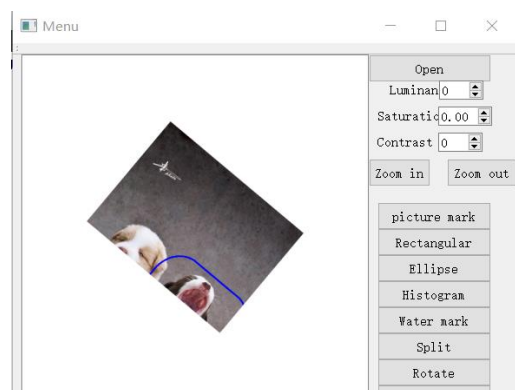 Menu
Open
Luminan 0
Saturatic 0.00
Contrast 0
Zoom in Zoom out
picture mark
Rectangular
Ellipse
Histogram
Water mark
Split
Rotate